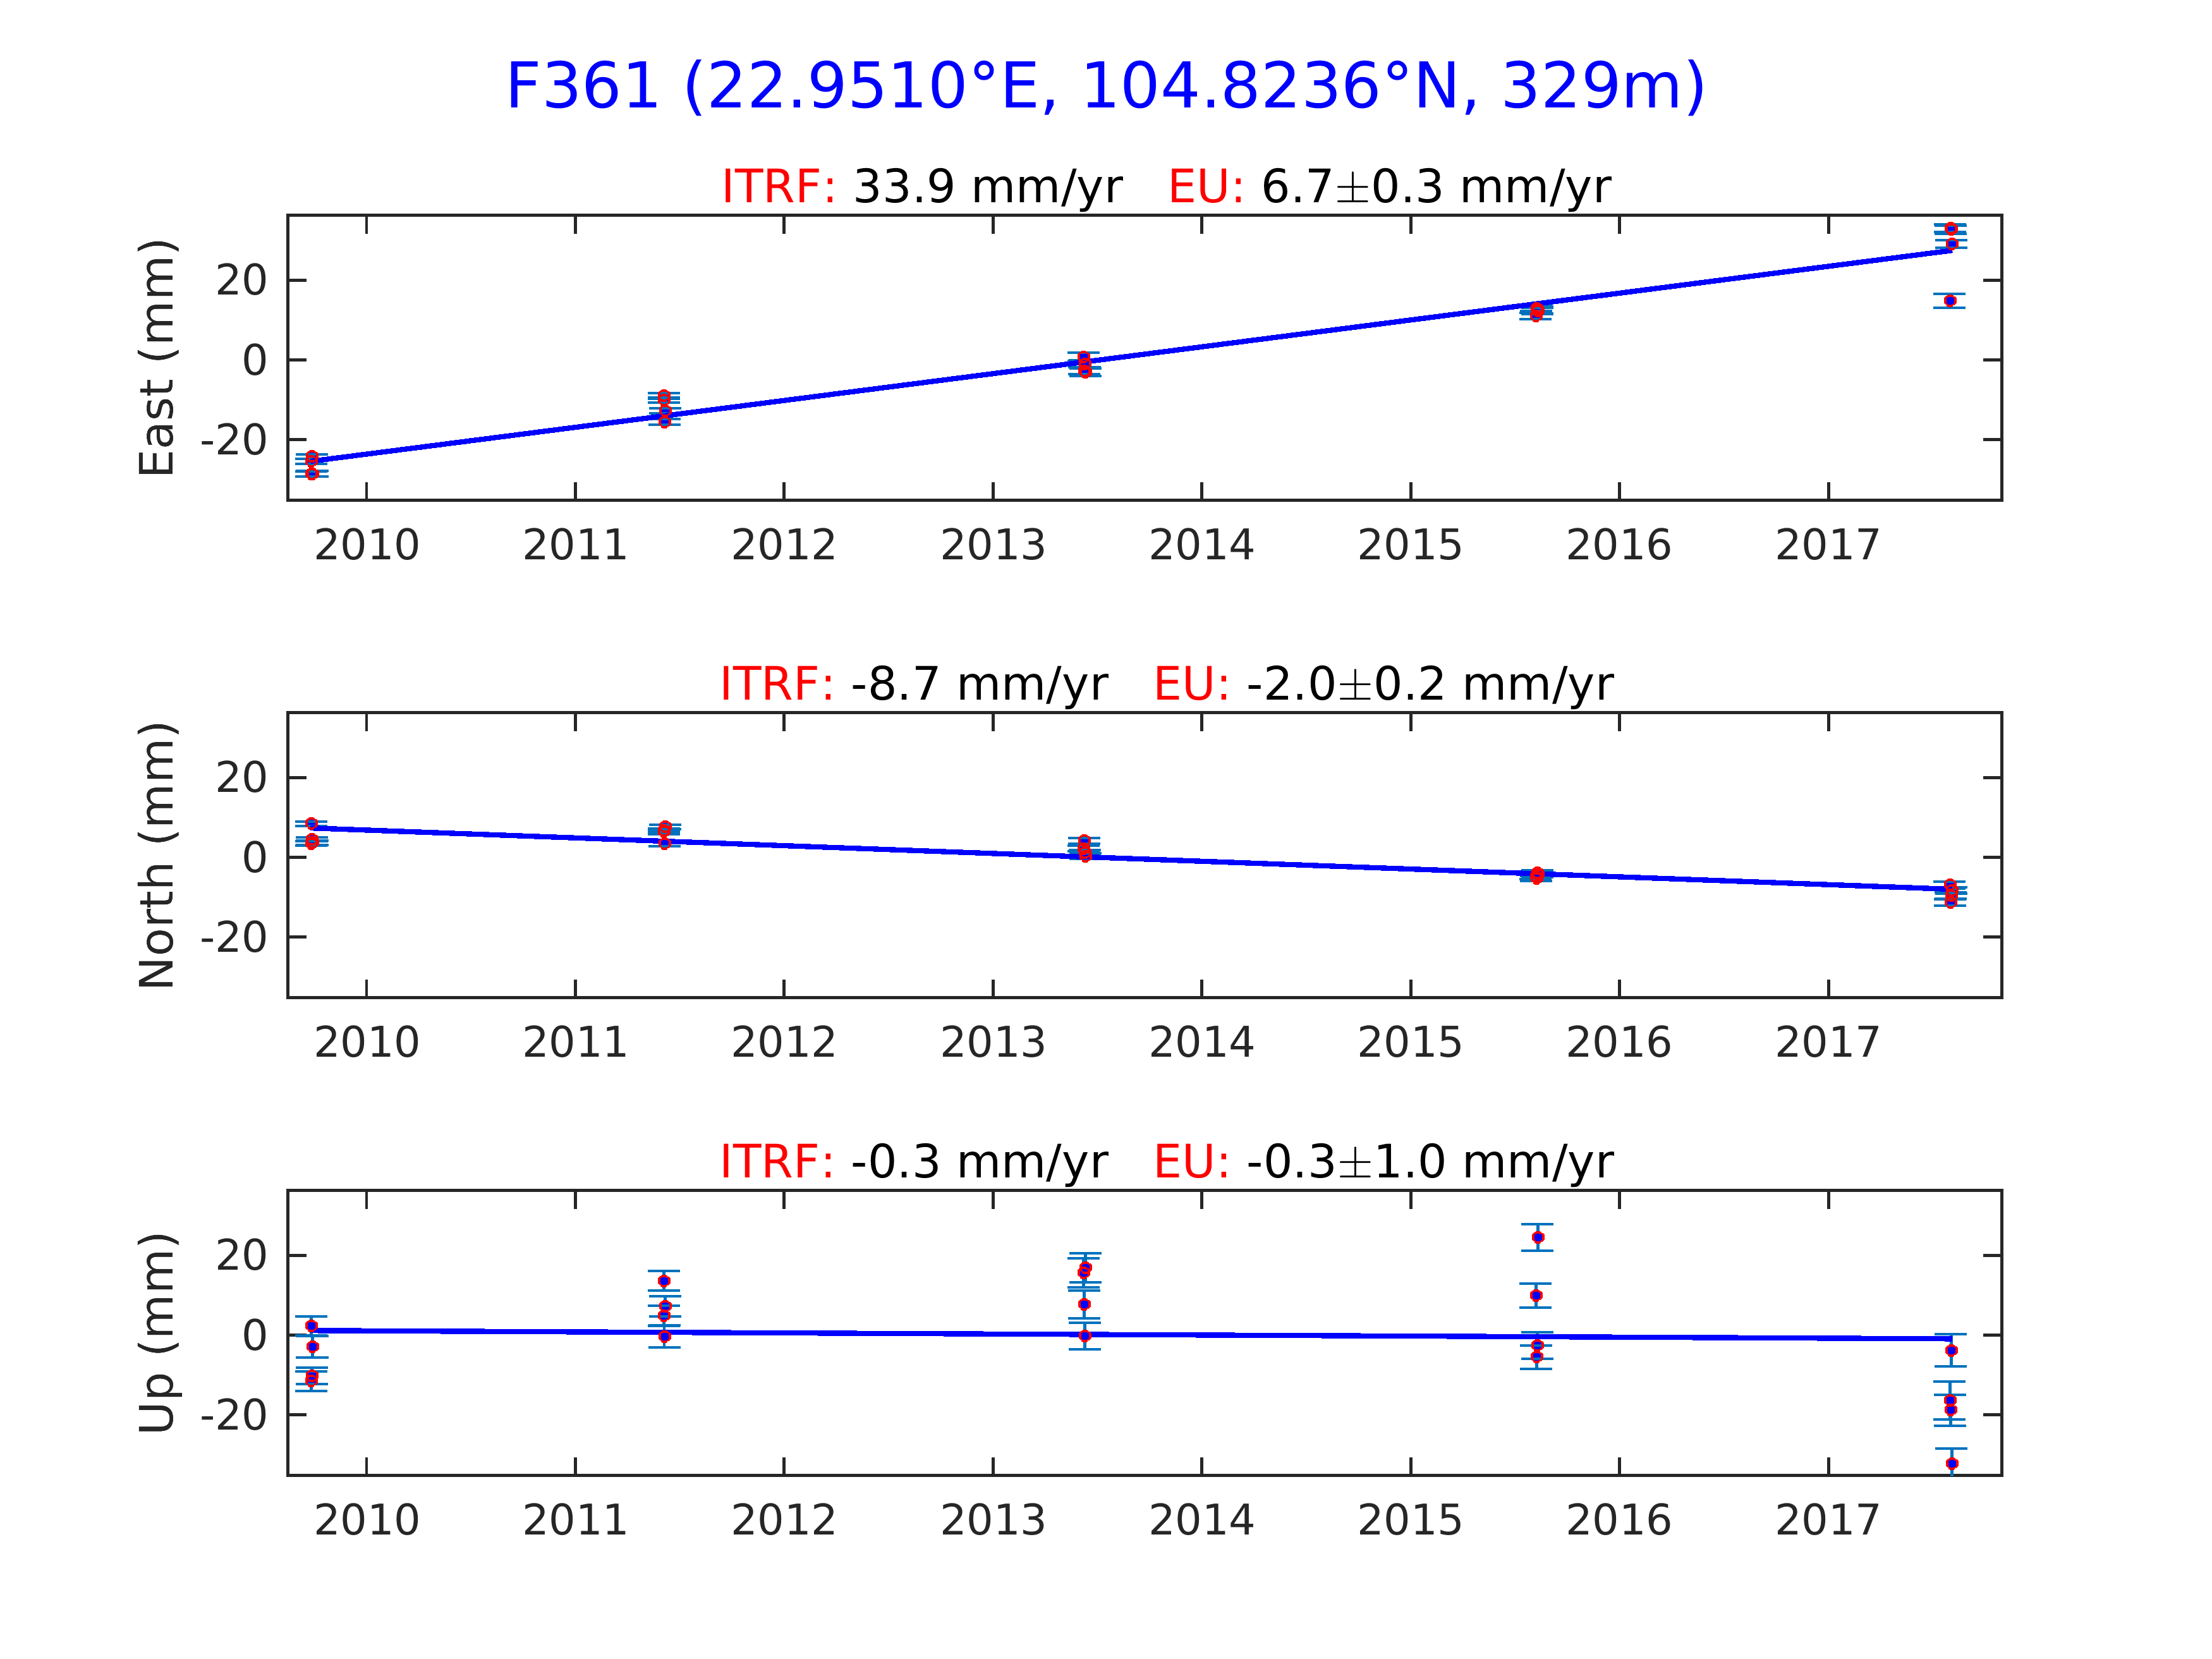 F361 (22.9510°E, 104.8236°N, 329m)
ITRF: 33.9 mm/yr EU: 6.7±0.3 mm/yr
East (mm)
20
0
-20
2010 2011 2012 2013 2014 2015 2016 2017
ITRF: -8.7 mm/yr EU: -2.0±0.2 mm/yr
North (mm)
20
0
-20
2010 2011 2012 2013 2014 2015 2016 2017
ITRF: -0.3 mm/yr EU: -0.3±1.0 mm/yr
Up (mm)
20
0
-20
2010 2011 2012 2013 2014 2015 2016 2017